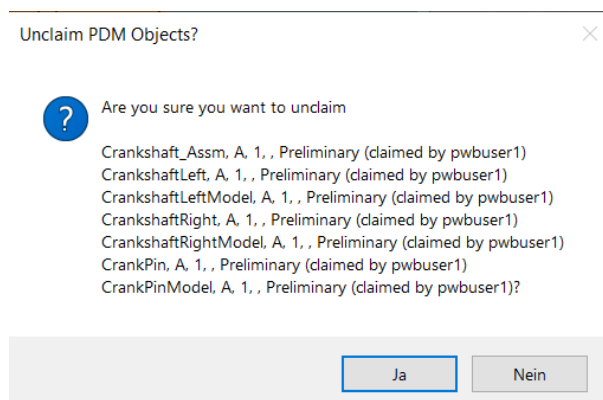 Unclaim PDM Objects?
Are you sure you want to unclaim
Crankshaft_Assm, A, 1, , Preliminary (claimed by pwbuser1)
CrankshaftLeft, A, 1, , Preliminary (claimed by pwbuser1)
CrankshaftLeftModel, A, 1, , Preliminary (claimed by pwbuser1)
CrankshaftRight, A, 1, , Preliminary (claimed by pwbuser1)
CrankshaftRightModel, A, 1, , Preliminary (claimed by pwbuser1)
CrankPin, A, 1, , Preliminary (claimed by pwbuser1)
CrankPinModel, A, 1, , Preliminary (claimed by pwbuser1)?
Ja Nein